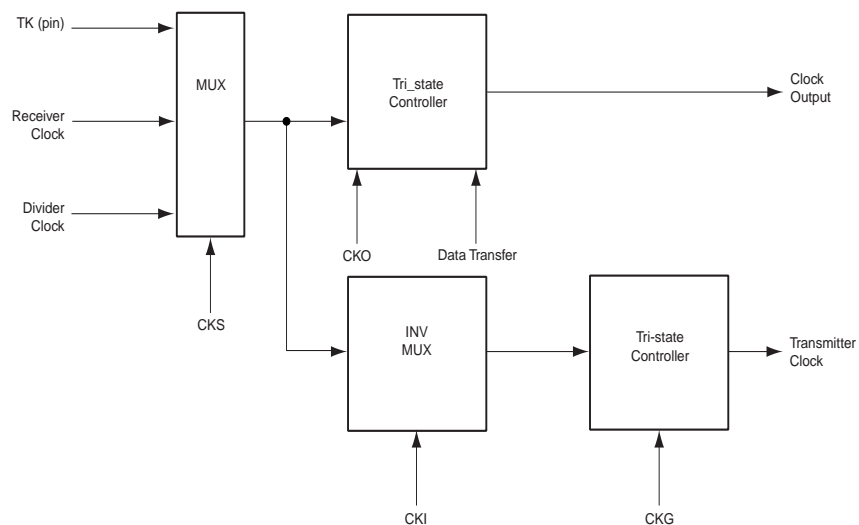 TK (pin)
MUX
Tri_state
Controller
Clock
Output
Receiver
Clock
Divider
Clock
CKO
Data Transfer
CKS
INV
MUX
Tri-state
Controller
Transmitter
Clock
CKI
CKG